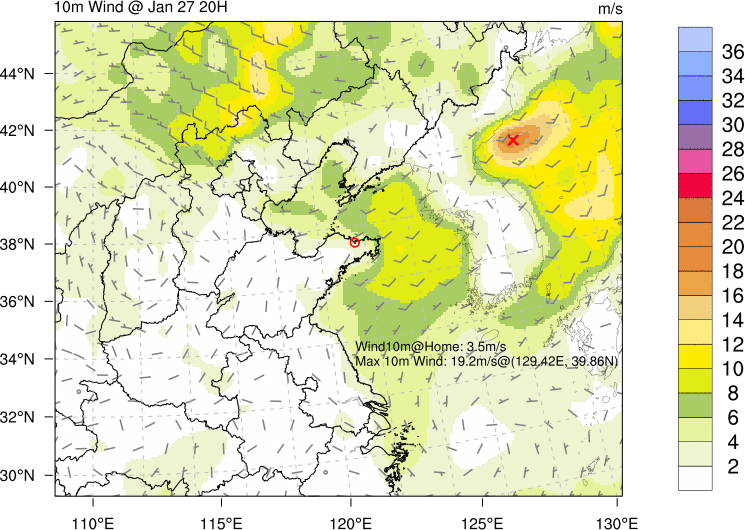 10m Wind @ Jan 27 20H
m/s
44°N
42°N
40°N
38°N
36°N
34°N
32°N
30°N
110°E
115°E
120°E
125°E
130°E
Wind10m@Home: 3.5m/s
Max 10m Wind: 19.2m/s@(129.42E, 39.86N)
36
34
32
30
28
26
24
22
20
18
16
14
12
10
8
6
4
2